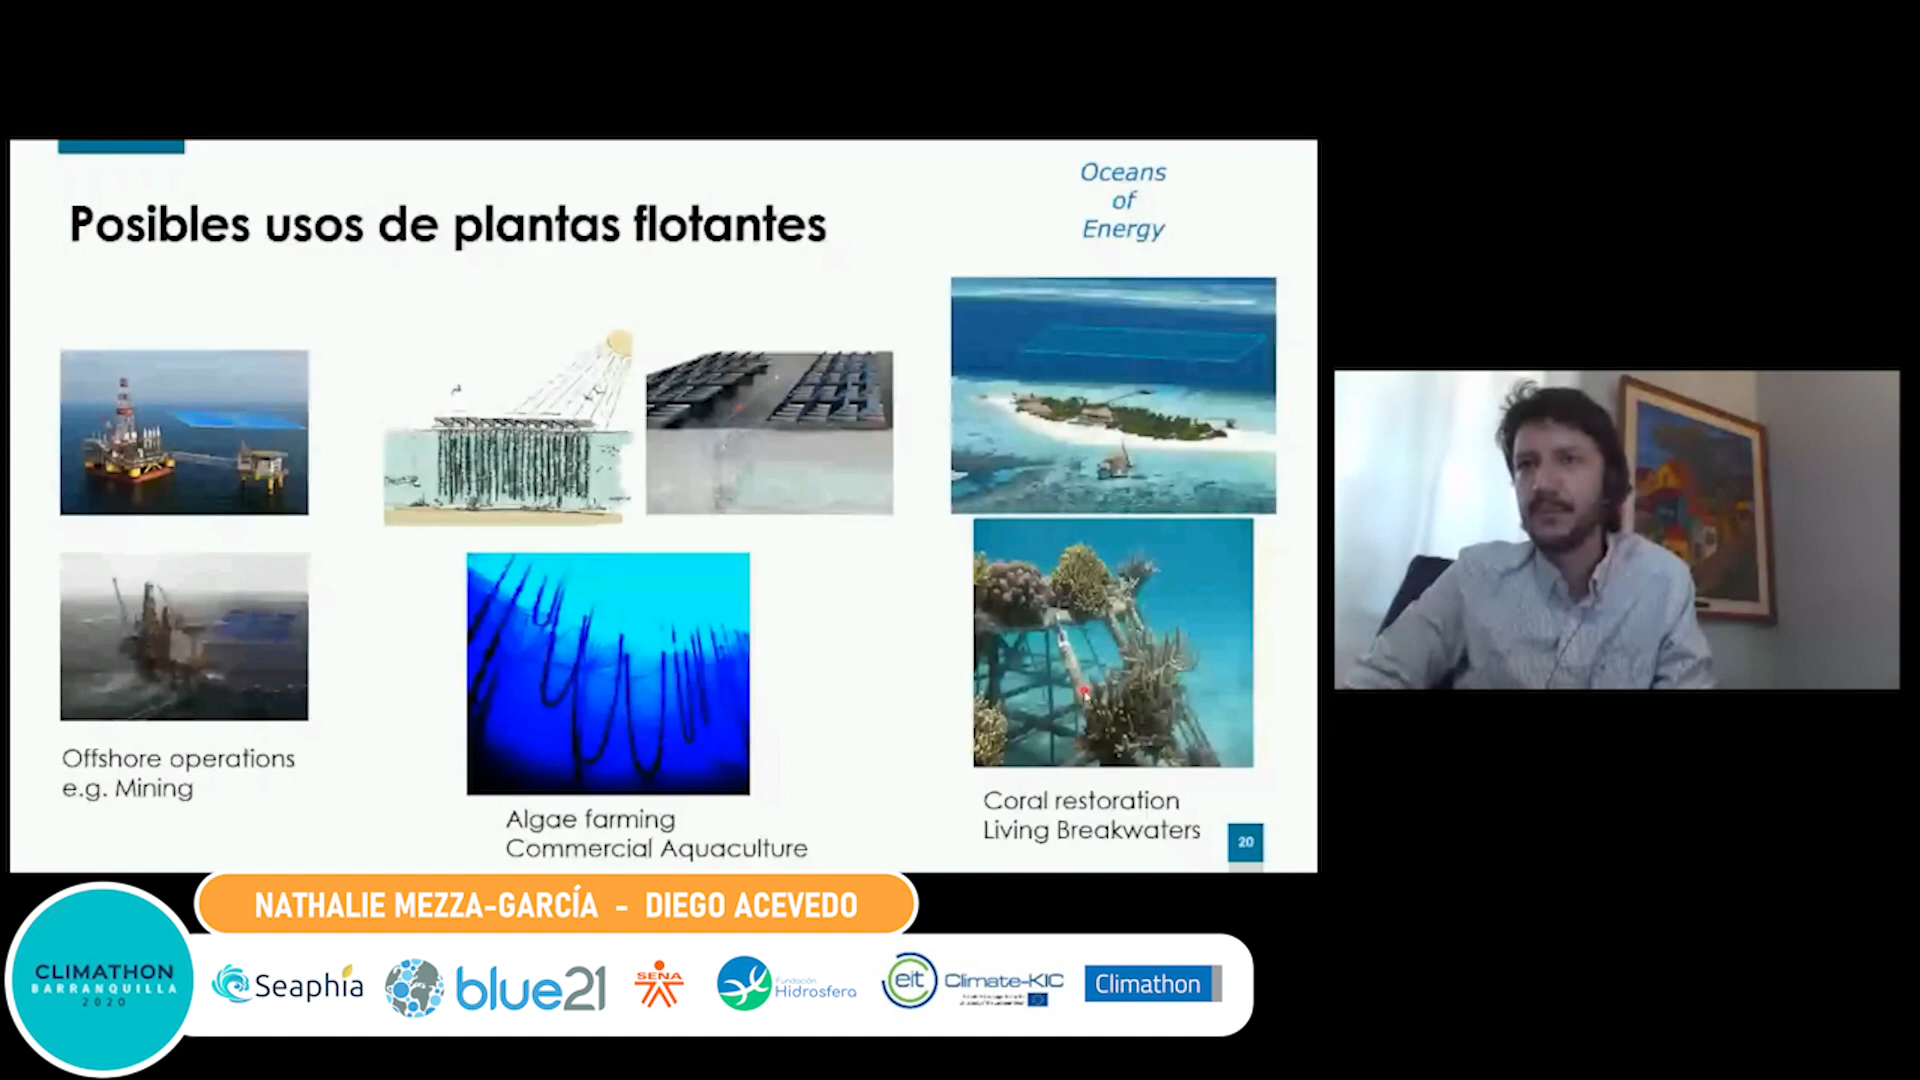 Oceans
of
Energy
Posibles usos de plantas flotantes
Offshore operations
e.g. Mining
Algae farming
Commercial Aquaculture
Coral restoration
Living Breakwaters
20
NATHALIE MEZZA-GARCÍA - DIEGO ACEVEDO
CLIMATHON
BARRANQUILLA
2020
Seaphia
blue21
SENA
Fundación
Hidrosfera
eit
Climate-KIC
Climathon